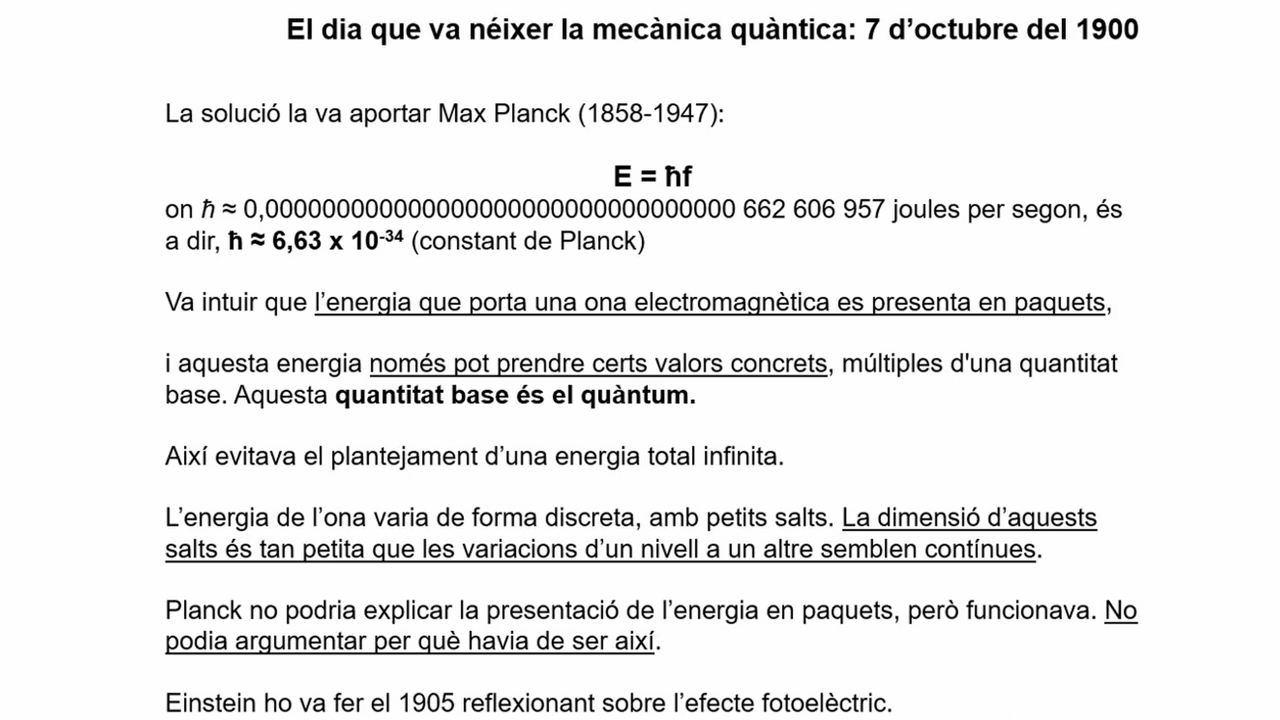 El dia que va néixer la mecànica quàntica: 7 d’octubre del 1900
La solució la va aportar Max Planck (1858-1947):
E = ħf
on ℏ ≈ 0,000000000000000000000000000000000 662 606 957 joules per segon, és
a dir, ħ ≈ 6,63 x 10⁻³⁴ (constant de Planck)
Va intuir que l’energia que porta una ona electromagnètica es presenta en paquets,
i aquesta energia només pot prendre certs valors concrets, múltiples d'una quantitat
base. Aquesta quantitat base és el quàntum.
Així evitava el plantejament d’una energia total infinita.
L’energia de l’ona varia de forma discreta, amb petits salts. La dimensió d’aquests
salts és tan petita que les variacions d’un nivell a un altre semblen contínues.
Planck no podria explicar la presentació de l’energia en paquets, però funcionava. No
podia argumentar per què havia de ser així.
Einstein ho va fer el 1905 reflexionant sobre l’efecte fotoelèctric.